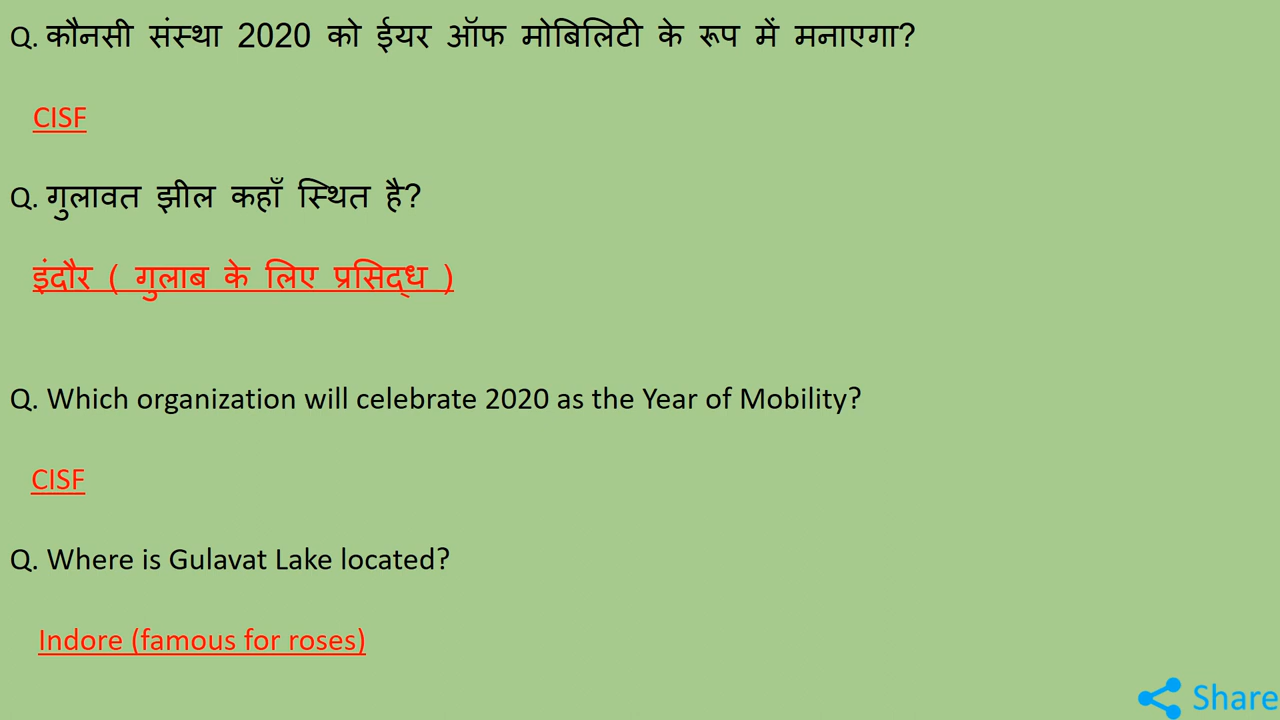 Q. कौनसी संस्था 2020 को ईयर ऑफ मोबिलिटी के रूप में मनाएगा?
CISF
Q. गुलावत झील कहाँ स्थित है?
इंदौर ( गुलाब के लिए प्रसिद्ध )
Q. Which organization will celebrate 2020 as the Year of Mobility?
CISF
Q. Where is Gulavat Lake located?
Indore (famous for roses)
Share